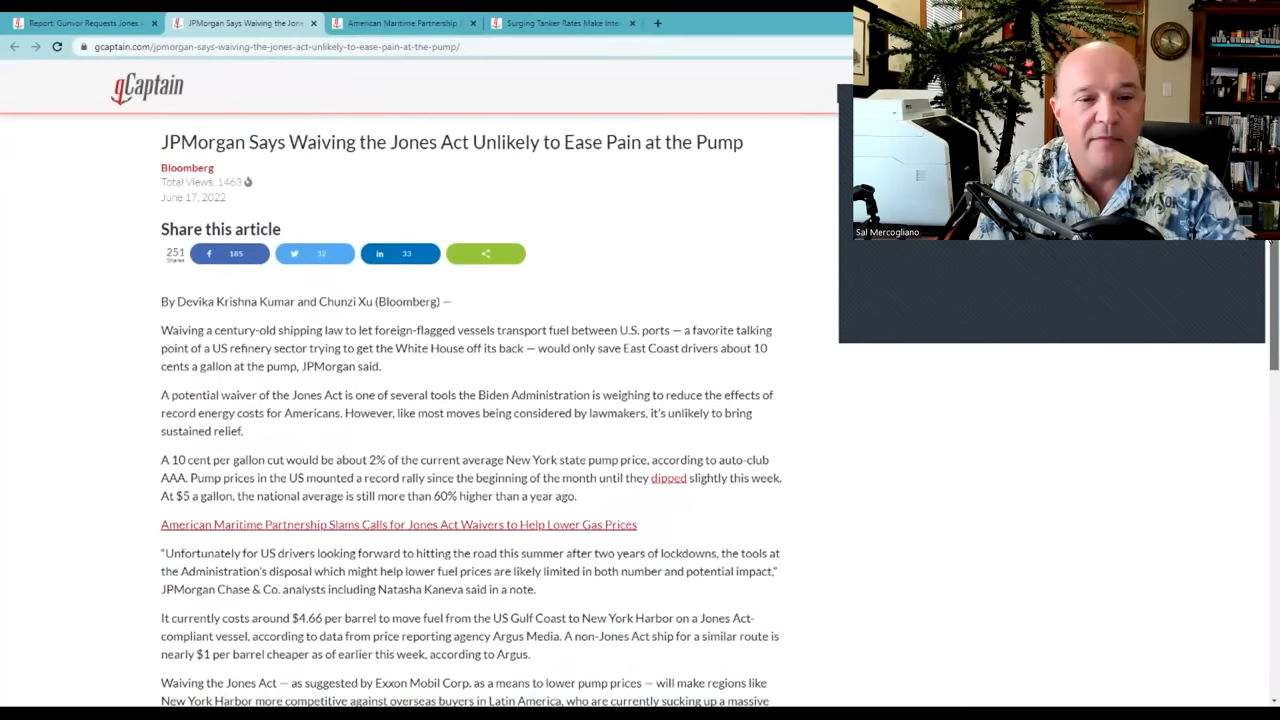 Report: Gunvor Requests Jones
JPMorgan Says Waiving the Jone
American Maritime Partnership
Surging Tanker Rates Make Inte
gcaptain.com/jpmorgan-says-waiving-the-jones-act-unlikely-to-ease-pain-at-the-pump/
gCaptain
JPMorgan Says Waiving the Jones Act Unlikely to Ease Pain at the Pump
Bloomberg
Total Views: 1463
June 17, 2022
Share this article
251
Shares
185
32
33
By Devika Krishna Kumar and Chunzi Xu (Bloomberg) —
Waiving a century-old shipping law to let foreign-flagged vessels transport fuel between U.S. ports — a favorite talking
point of a US refinery sector trying to get the White House off its back — would only save East Coast drivers about 10
cents a gallon at the pump, JPMorgan said.
A potential waiver of the Jones Act is one of several tools the Biden Administration is weighing to reduce the effects of
record energy costs for Americans. However, like most moves being considered by lawmakers, it's unlikely to bring
sustained relief.
A 10 cent per gallon cut would be about 2% of the current average New York state pump price, according to auto-club
AAA. Pump prices in the US mounted a record rally since the beginning of the month until they dipped slightly this week.
At $5 a gallon, the national average is still more than 60% higher than a year ago.
American Maritime Partnership Slams Calls for Jones Act Waivers to Help Lower Gas Prices
“Unfortunately for US drivers looking forward to hitting the road this summer after two years of lockdowns, the tools at
the Administration's disposal which might help lower fuel prices are likely limited in both number and potential impact,”
JPMorgan Chase & Co. analysts including Natasha Kaneva said in a note.
It currently costs around $4.66 per barrel to move fuel from the US Gulf Coast to New York Harbor on a Jones Act-
compliant vessel, according to data from price reporting agency Argus Media. A non-Jones Act ship for a similar route is
nearly $1 per barrel cheaper as of earlier this week, according to Argus.
Waiving the Jones Act — as suggested by Exxon Mobil Corp. as a means to lower pump prices — will make regions like
New York Harbor more competitive against overseas buyers in Latin America, who are currently sucking up a massive
Sal Mercogliano